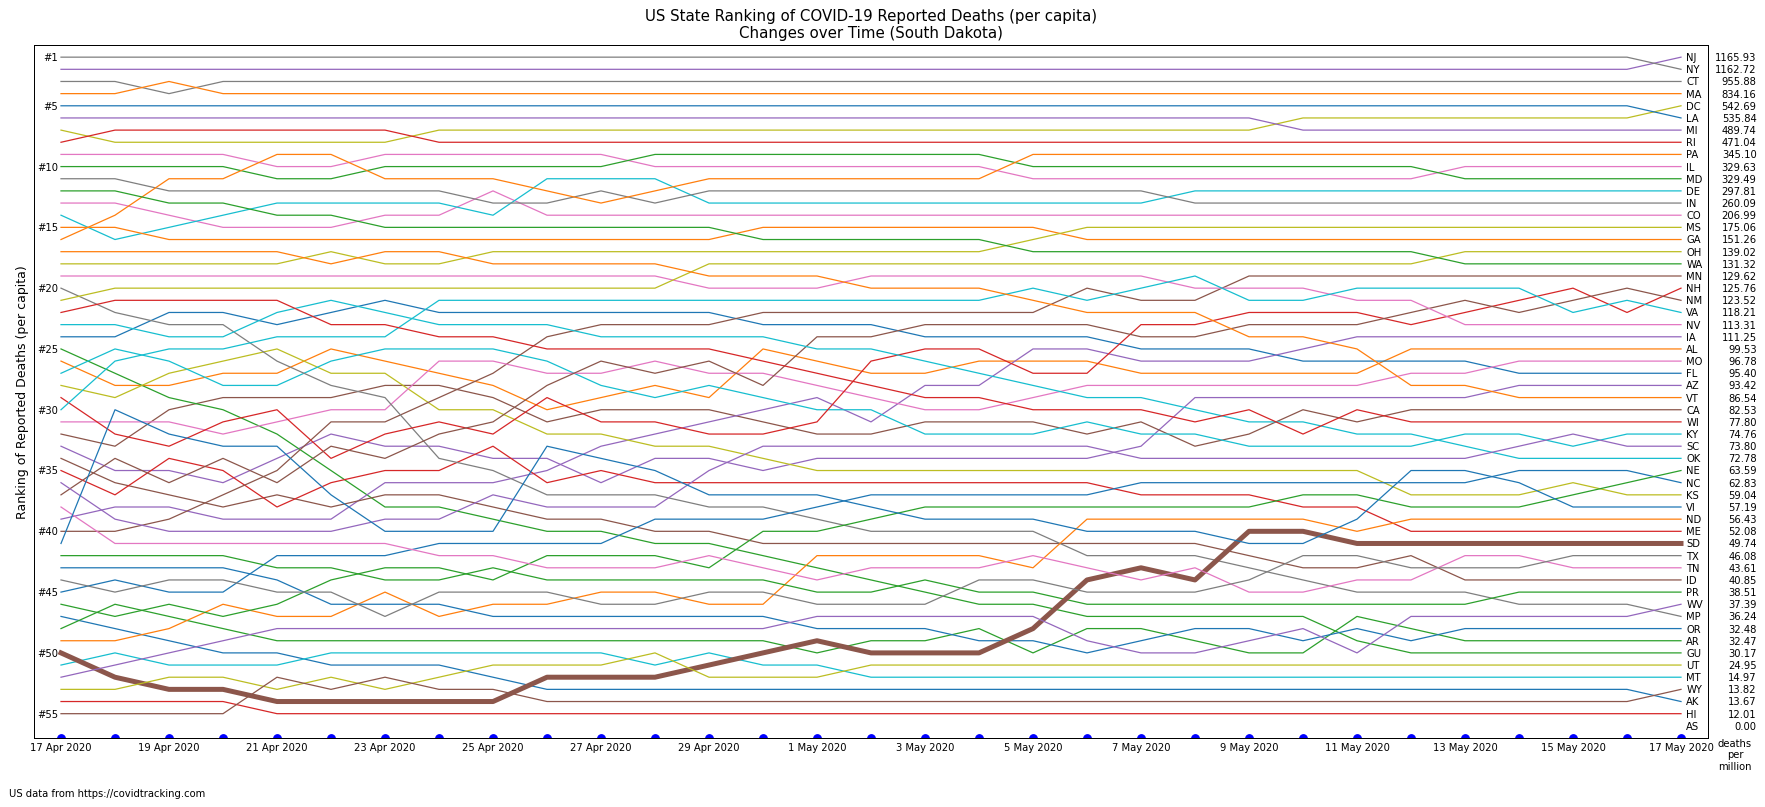 US State Ranking of COVID-19 Reported Deaths (per capita)
Changes over Time (South Dakota)
Ranking of Reported Deaths (per capita)
#1
#5
#10
#15
#20
#25
#30
#35
#40
#45
#50
#55
NJ 1165.93
NY 1162.72
CT 955.88
MA 834.16
DC 542.69
LA 535.84
MI 489.74
RI 471.04
PA 345.10
IL 329.63
MD 329.49
DE 297.81
IN 260.09
CO 206.99
MS 175.06
GA 151.26
OH 139.02
WA 131.32
MN 129.62
NH 125.76
NM 123.52
VA 118.21
NV 113.31
IA 111.25
AL 99.53
MO 96.78
FL 95.40
AZ 93.42
VT 86.54
CA 82.53
WI 77.80
KY 74.76
SC 73.80
OK 72.78
NE 63.59
NC 62.83
KS 59.04
VI 57.19
ND 56.43
ME 52.08
SD 49.74
TX 46.08
TN 43.61
ID 40.85
PR 38.51
WV 37.39
MP 36.24
OR 32.48
AR 32.47
GU 30.17
UT 24.95
MT 14.97
WY 13.82
AK 13.67
HI 12.01
AS 0.00
17 Apr 2020 19 Apr 2020 21 Apr 2020 23 Apr 2020 25 Apr 2020 27 Apr 2020 29 Apr 2020 1 May 2020 3 May 2020 5 May 2020 7 May 2020 9 May 2020 11 May 2020 13 May 2020 15 May 2020 17 May 2020
deaths
per
million
US data from https://covidtracking.com